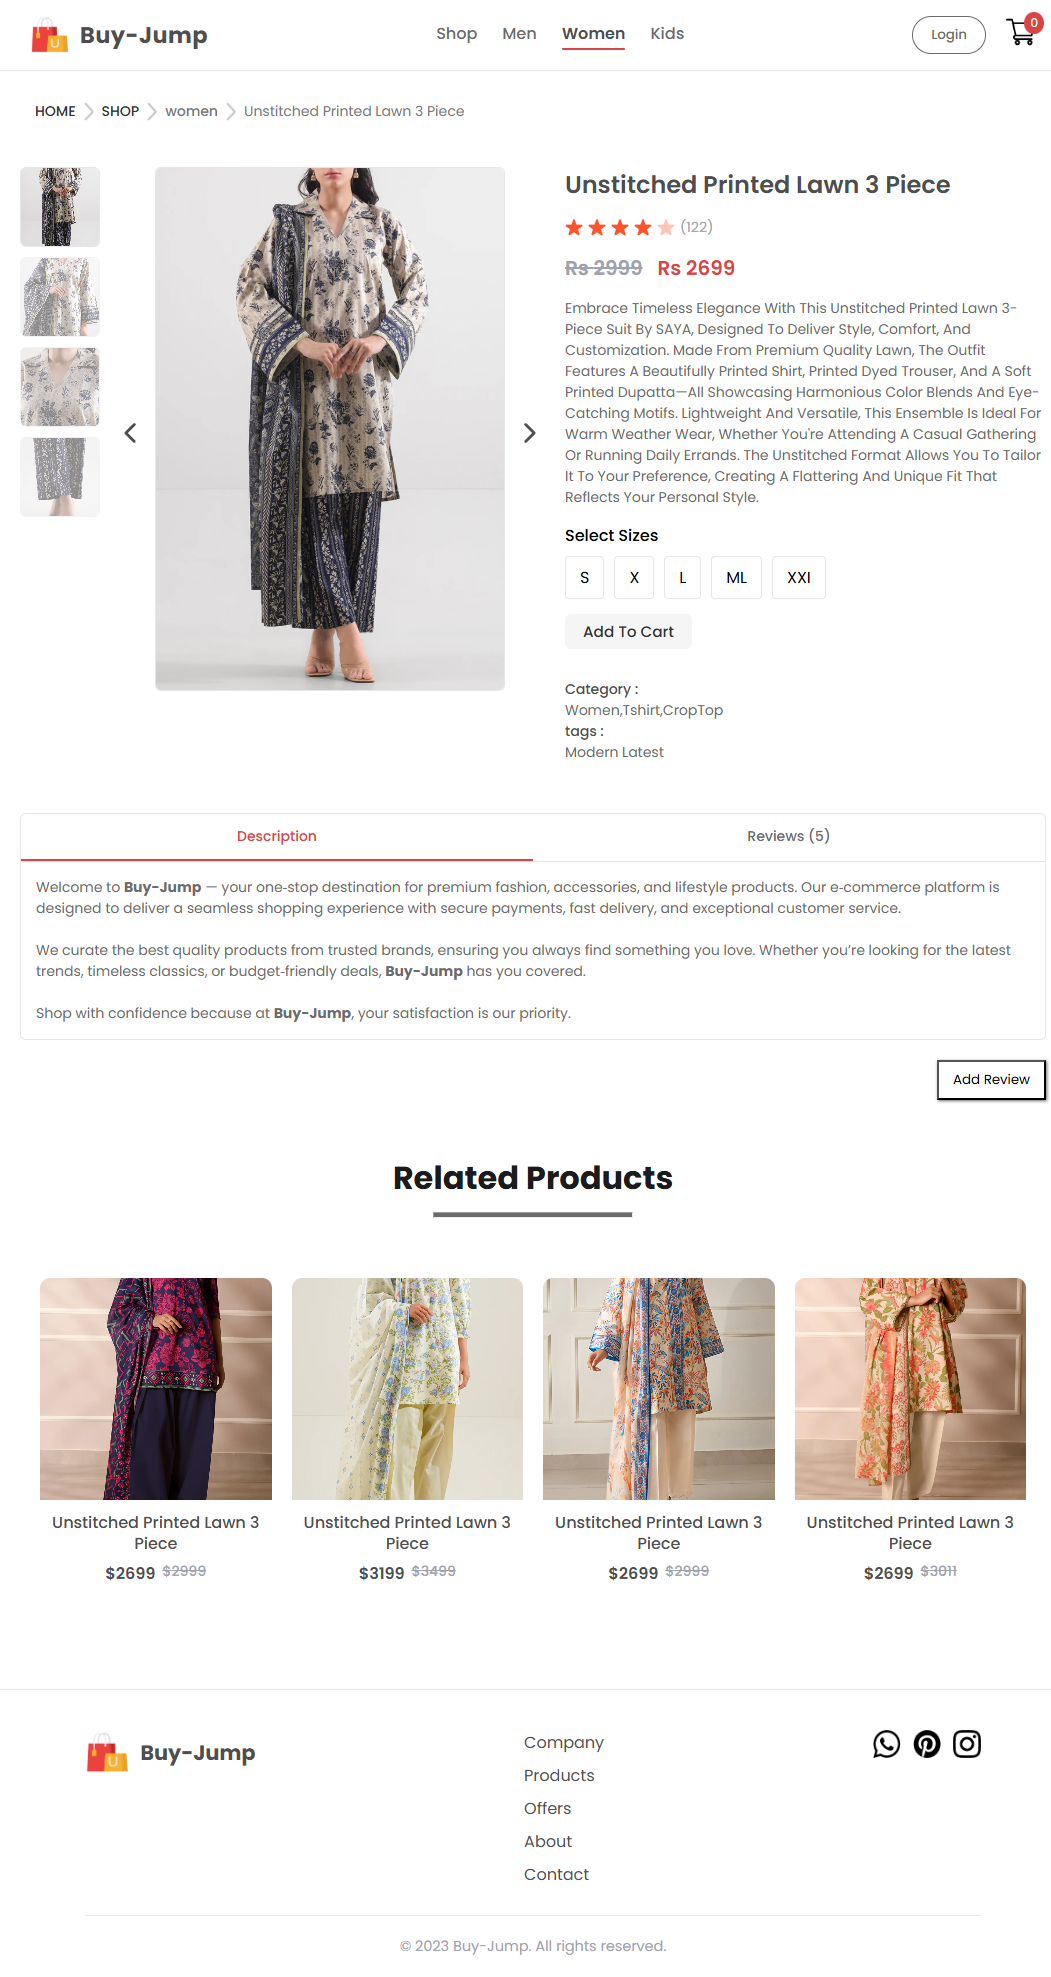 Buy-Jump
Shop Men Women Kids
Login
0
HOME SHOP women Unstitched Printed Lawn 3 Piece
Unstitched Printed Lawn 3 Piece
(122)
Rs 2999 Rs 2699
Embrace Timeless Elegance With This Unstitched Printed Lawn 3-
Piece Suit By SAYA, Designed To Deliver Style, Comfort, And
Customization. Made From Premium Quality Lawn, The Outfit
Features A Beautifully Printed Shirt, Printed Dyed Trouser, And A Soft
Printed Dupatta—All Showcasing Harmonious Color Blends And Eye-
Catching Motifs. Lightweight And Versatile, This Ensemble Is Ideal For
Warm Weather Wear, Whether You're Attending A Casual Gathering
Or Running Daily Errands. The Unstitched Format Allows You To Tailor
It To Your Preference, Creating A Flattering And Unique Fit That
Reflects Your Personal Style.
Select Sizes
S X L ML XXl
Add To Cart
Category :
Women,Tshirt,CropTop
tags :
Modern Latest
Description Reviews (5)
Welcome to Buy-Jump — your one-stop destination for premium fashion, accessories, and lifestyle products. Our e-commerce platform is
designed to deliver a seamless shopping experience with secure payments, fast delivery, and exceptional customer service.
We curate the best quality products from trusted brands, ensuring you always find something you love. Whether you’re looking for the latest
trends, timeless classics, or budget-friendly deals, Buy-Jump has you covered.
Shop with confidence because at Buy-Jump, your satisfaction is our priority.
Add Review
Related Products
Unstitched Printed Lawn 3
Piece
$2699 $2999
Unstitched Printed Lawn 3
Piece
$3199 $3499
Unstitched Printed Lawn 3
Piece
$2699 $2999
Unstitched Printed Lawn 3
Piece
$2699 $3011
Buy-Jump
Company
Products
Offers
About
Contact
© 2023 Buy-Jump. All rights reserved.